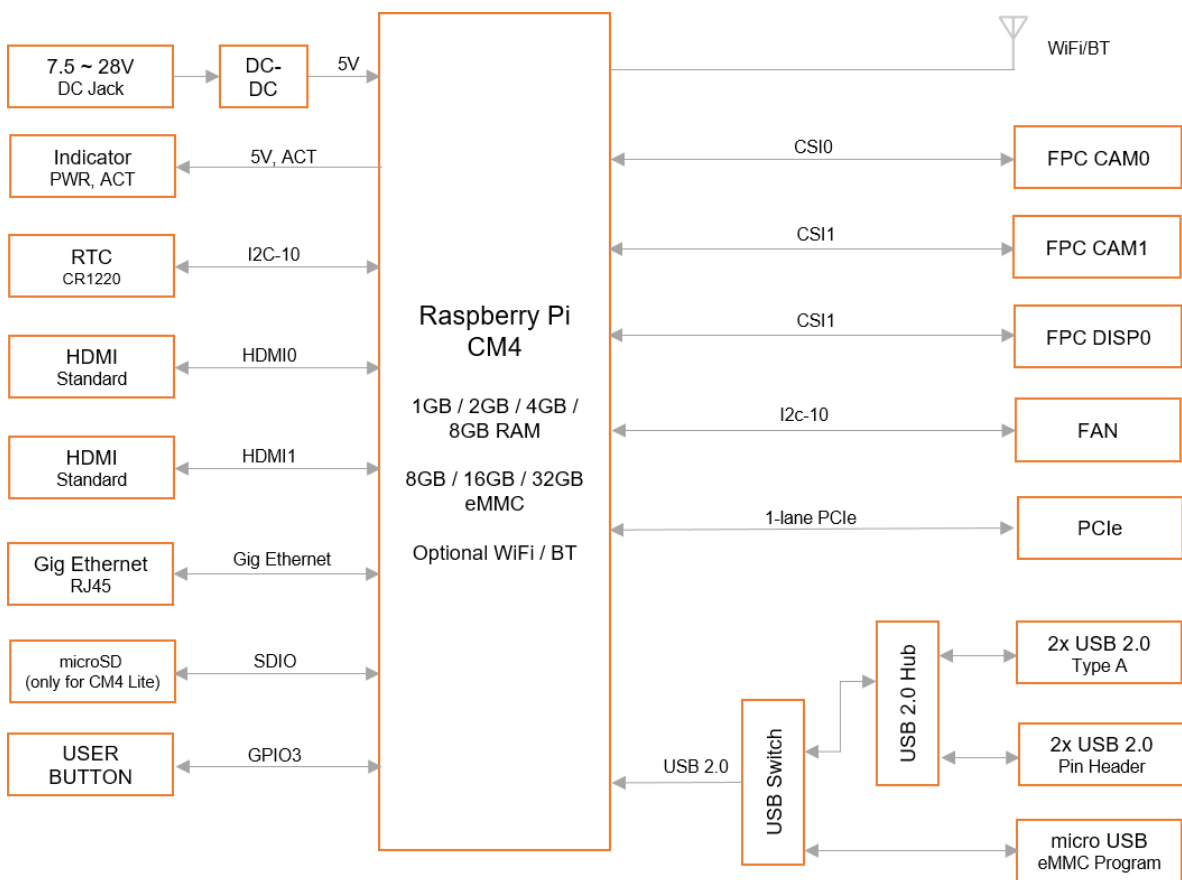 7.5 ~ 28V
DC Jack
DC-
DC
5V
Indicator
PWR, ACT
5V, ACT
RTC
CR1220
I2C-10
HDMI
Standard
HDMI0
HDMI
Standard
HDMI1
Gig Ethernet
RJ45
Gig Ethernet
microSD
(only for CM4 Lite)
SDIO
USER
BUTTON
GPIO3
Raspberry Pi
CM4
1GB / 2GB / 4GB /
8GB RAM
8GB / 16GB / 32GB
eMMC
Optional WiFi / BT
WiFi/BT
CSI0
FPC CAM0
CSI1
FPC CAM1
CSI1
FPC DISP0
I2c-10
FAN
1-lane PCIe
PCIe
USB 2.0
USB Switch
USB 2.0 Hub
2x USB 2.0
Type A
2x USB 2.0
Pin Header
micro USB
eMMC Program